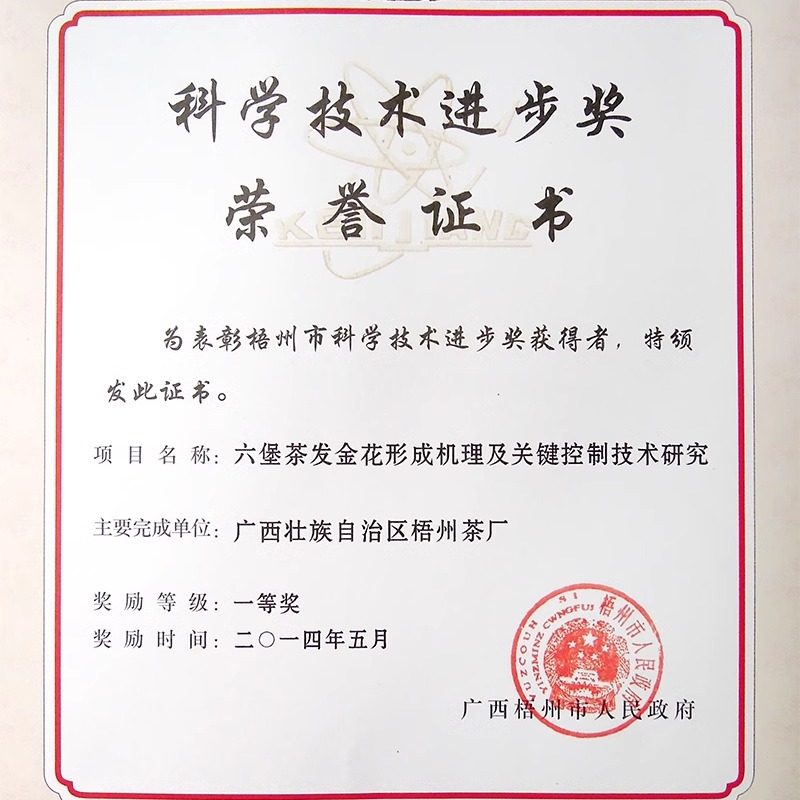 科学技术进步奖
荣誉证书
为表彰梧州市科学技术进步奖获得者，特颁
发此证书。
项目名称：六堡茶发金花形成机理及关键控制技术研究
主要完成单位：广西壮族自治区梧州茶厂
奖励等级：一等奖
奖励时间：二〇一四年五月
梧州市人民政府
YINZMINZ CWNGFUJ
广西梧州市人民政府